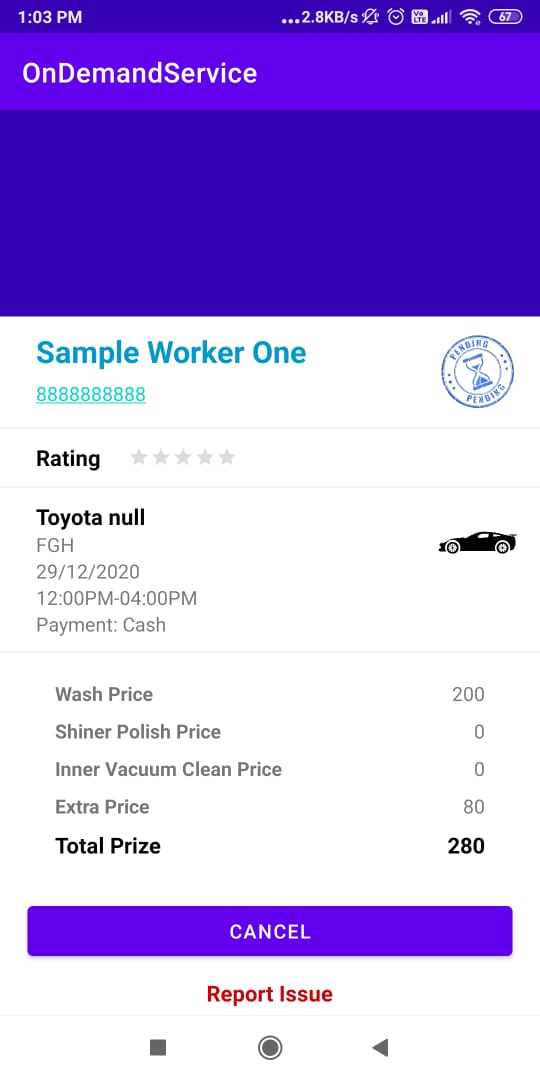 1:03 PM
...2.8KB/s
Vo LTE
67
OnDemandService
Sample Worker One
PENDING
PENDING
8888888888
Rating
Toyota null
FGH
29/12/2020
12:00PM-04:00PM
Payment: Cash
Wash Price 200
Shiner Polish Price 0
Inner Vacuum Clean Price 0
Extra Price 80
Total Prize 280
CANCEL
Report Issue